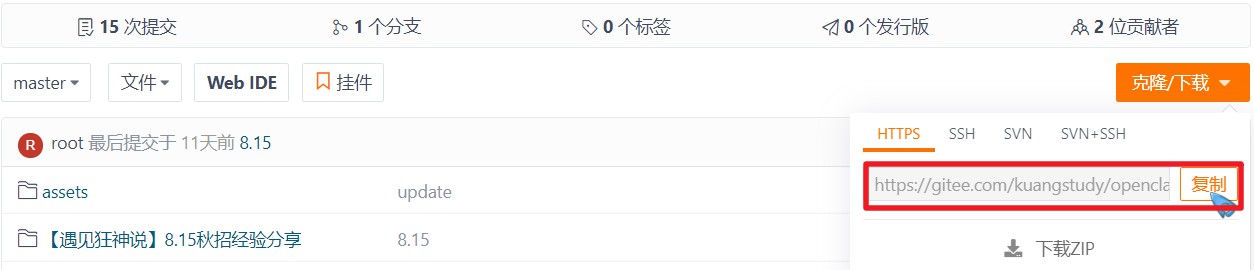 15 次提交 1 个分支 0 个标签 0 个发行版 2 位贡献者
master 文件 Web IDE 挂件 克隆/下载
HTTPS SSH SVN SVN+SSH
R root 最后提交于 11天前 8.15
https://gitee.com/kuangstudy/opencla 复制
assets update
【遇见狂神说】8.15秋招经验分享 8.15
下载ZIP